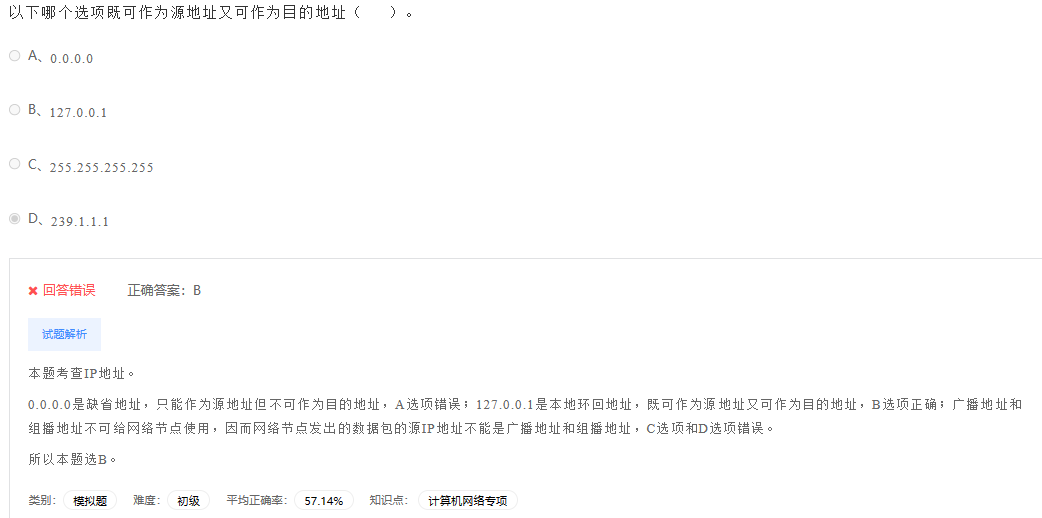 以下哪个选项既可作为源地址又可作为目的地址（　　）。
A、0.0.0.0
B、127.0.0.1
C、255.255.255.255
D、239.1.1.1
✖ 回答错误 正确答案：B
试题解析
本题考查IP地址。
0.0.0.0是缺省地址，只能作为源地址但不可作为目的地址，A选项错误；127.0.0.1是本地环回地址，既可作为源地址又可作为目的地址，B选项正确；广播地址和
组播地址不可给网络节点使用，因而网络节点发出的数据包的源IP地址不能是广播地址和组播地址，C选项和D选项错误。
所以本题选B。
类别： 模拟题 难度： 初级 平均正确率： 57.14% 知识点： 计算机网络专项